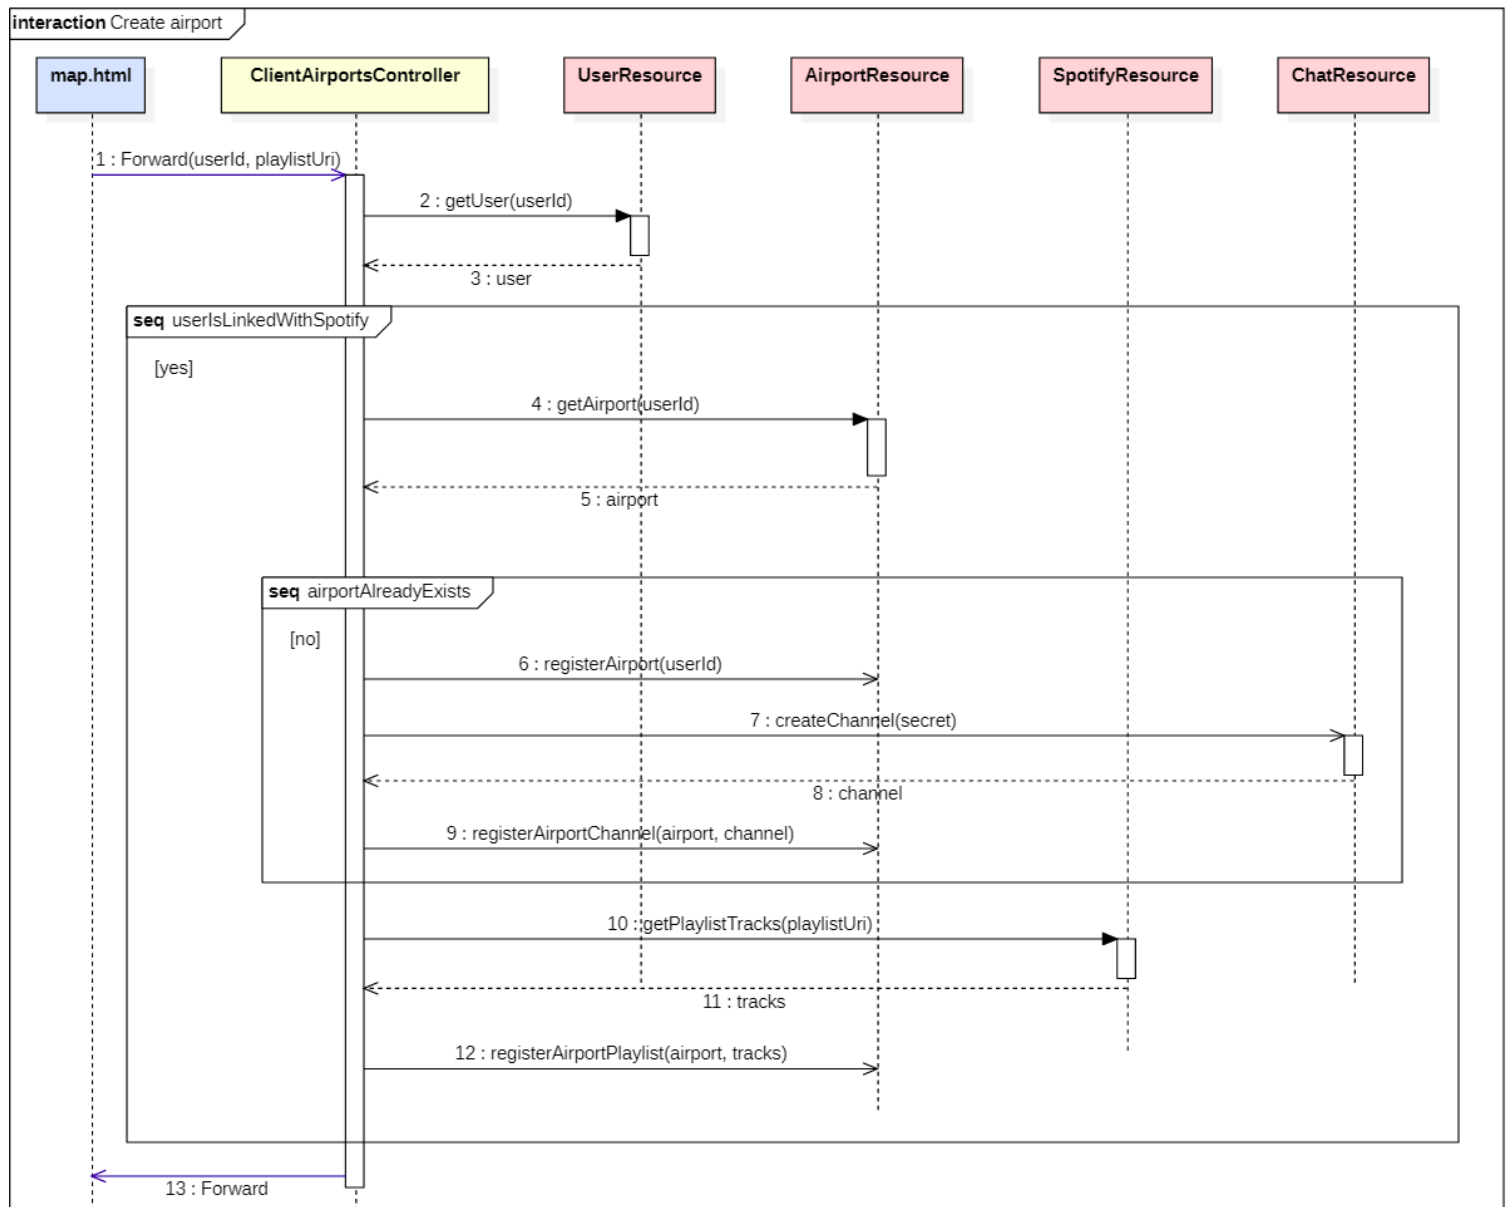 interaction Create airport
map.html
ClientAirportsController
UserResource
AirportResource
SpotifyResource
ChatResource
1 : Forward(userId, playlistUri)
2 : getUser(userId)
3 : user
seq userIsLinkedWithSpotify
[yes]
4 : getAirport(userId)
5 : airport
seq airportAlreadyExists
[no]
6 : registerAirport(userId)
7 : createChannel(secret)
8 : channel
9 : registerAirportChannel(airport, channel)
10 : getPlaylistTracks(playlistUri)
11 : tracks
12 : registerAirportPlaylist(airport, tracks)
13 : Forward